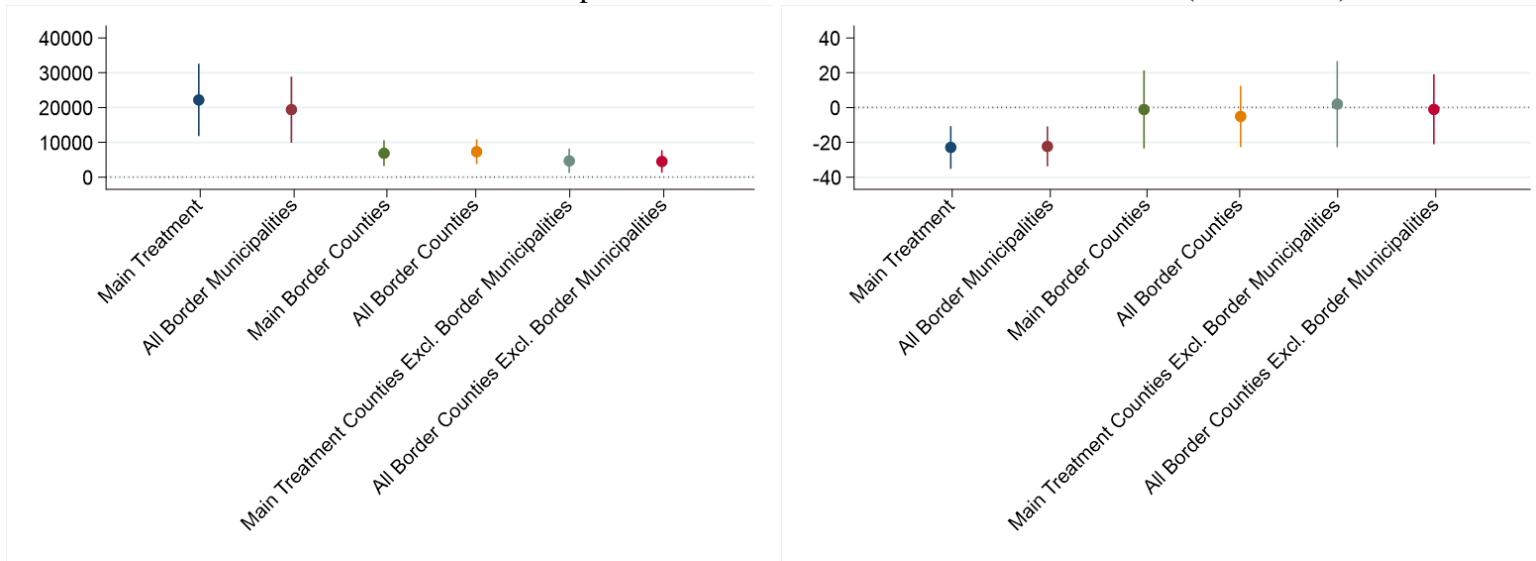 40000
30000
20000
10000
0
Main Treatment
All Border Municipalities
Main Border Counties
All Border Counties
Main Treatment Counties Excl. Border Municipalities
All Border Counties Excl. Border Municipalities
40
20
0
-20
-40
Main Treatment
All Border Municipalities
Main Border Counties
All Border Counties
Main Treatment Counties Excl. Border Municipalities
All Border Counties Excl. Border Municipalities